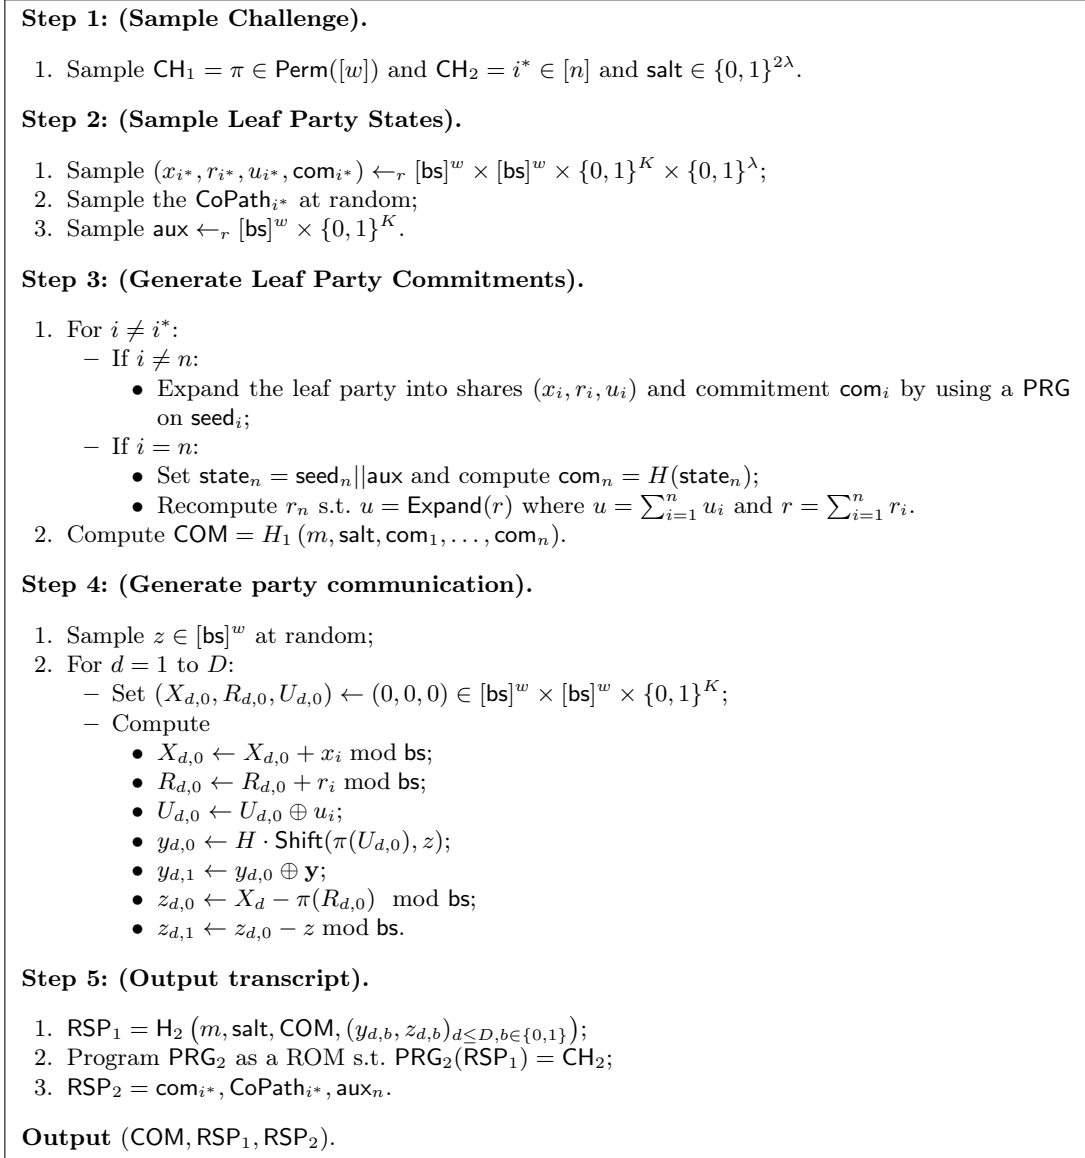 Step 1: (Sample Challenge).
1. Sample CH₁ = π ∈ Perm([w]) and CH₂ = i* ∈ [n] and salt ∈ {0, 1}^{2λ}.
Step 2: (Sample Leaf Party States).
1. Sample (x_{i*}, r_{i*}, u_{i*}, com_{i*}) ←_r [bs]^w × [bs]^w × {0, 1}^K × {0, 1}^λ;
2. Sample the CoPath_{i*} at random;
3. Sample aux ←_r [bs]^w × {0, 1}^K.
Step 3: (Generate Leaf Party Commitments).
1. For i ≠ i*:
– If i ≠ n:
• Expand the leaf party into shares (x_i, r_i, u_i) and commitment com_i by using a PRG
on seed_i;
– If i = n:
• Set state_n = seed_n||aux and compute com_n = H(state_n);
• Recompute r_n s.t. u = Expand(r) where u = ∑_{i=1}^n u_i and r = ∑_{i=1}^n r_i.
2. Compute COM = H₁ (m, salt, com₁, . . . , com_n).
Step 4: (Generate party communication).
1. Sample z ∈ [bs]^w at random;
2. For d = 1 to D:
– Set (X_{d,0}, R_{d,0}, U_{d,0}) ← (0, 0, 0) ∈ [bs]^w × [bs]^w × {0, 1}^K;
– Compute
• X_{d,0} ← X_{d,0} + x_i mod bs;
• R_{d,0} ← R_{d,0} + r_i mod bs;
• U_{d,0} ← U_{d,0} ⊕ u_i;
• y_{d,0} ← H · Shift(π(U_{d,0}), z);
• y_{d,1} ← y_{d,0} ⊕ y;
• z_{d,0} ← X_d − π(R_{d,0}) mod bs;
• z_{d,1} ← z_{d,0} − z mod bs.
Step 5: (Output transcript).
1. RSP₁ = H₂ (m, salt, COM, (y_{d,b}, z_{d,b})_{d≤D,b∈{0,1}});
2. Program PRG₂ as a ROM s.t. PRG₂(RSP₁) = CH₂;
3. RSP₂ = com_{i*}, CoPath_{i*}, aux_n.
Output (COM, RSP₁, RSP₂).